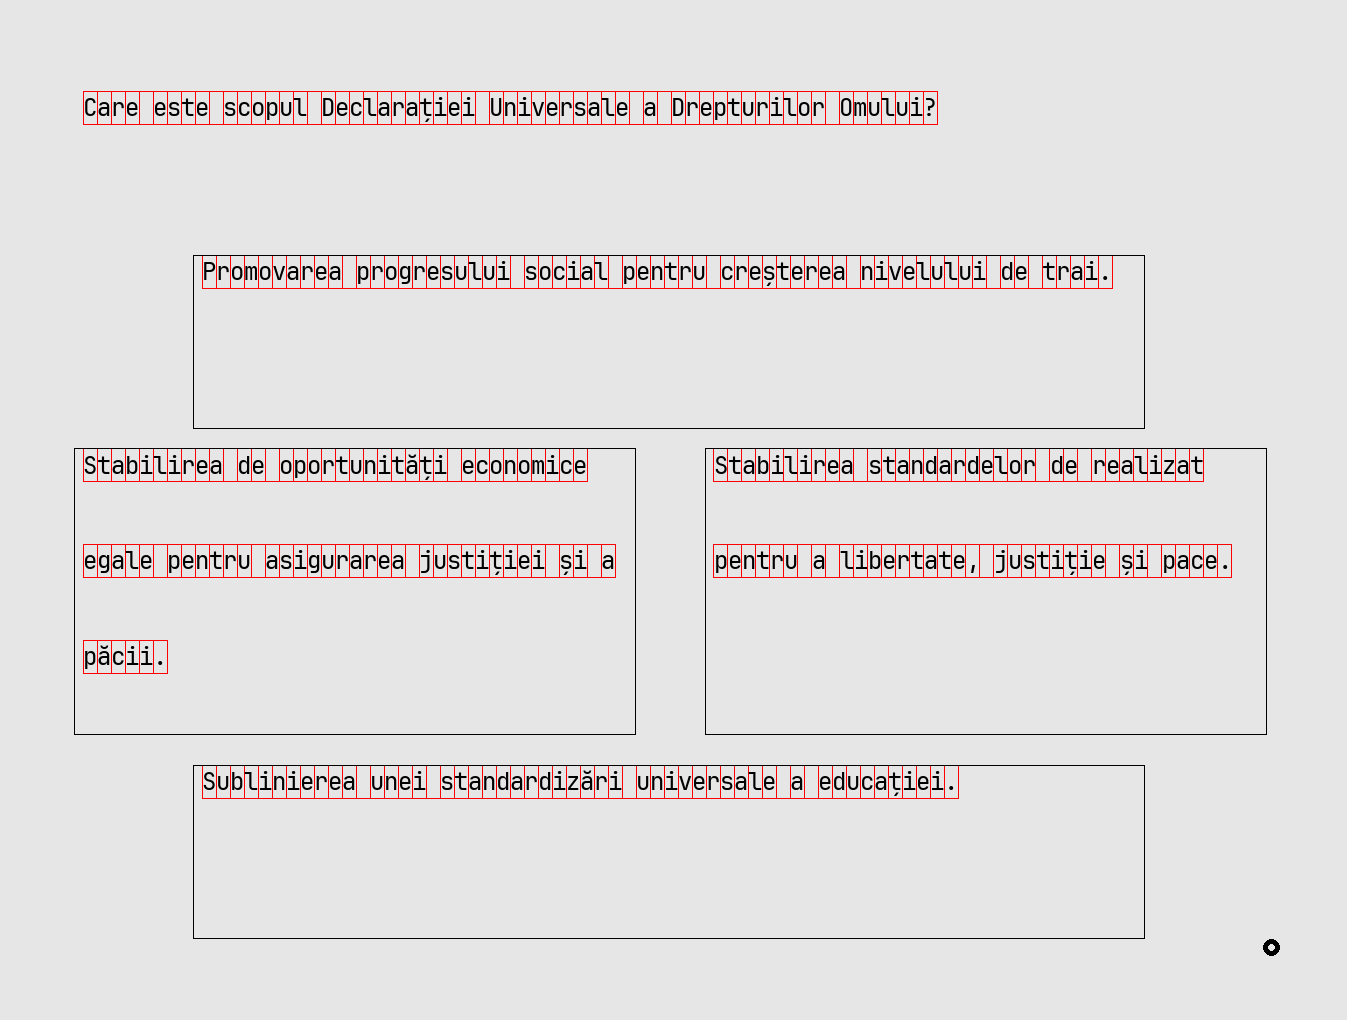 Care este scopul Declarației Universale a Drepturilor Omului?
Promovarea progresului social pentru creșterea nivelului de trai.
Stabilirea de oportunități economice
egale pentru asigurarea justiției și a
păcii.
Stabilirea standardelor de realizat
pentru a libertate, justiție și pace.
Sublinierea unei standardizări universale a educației.